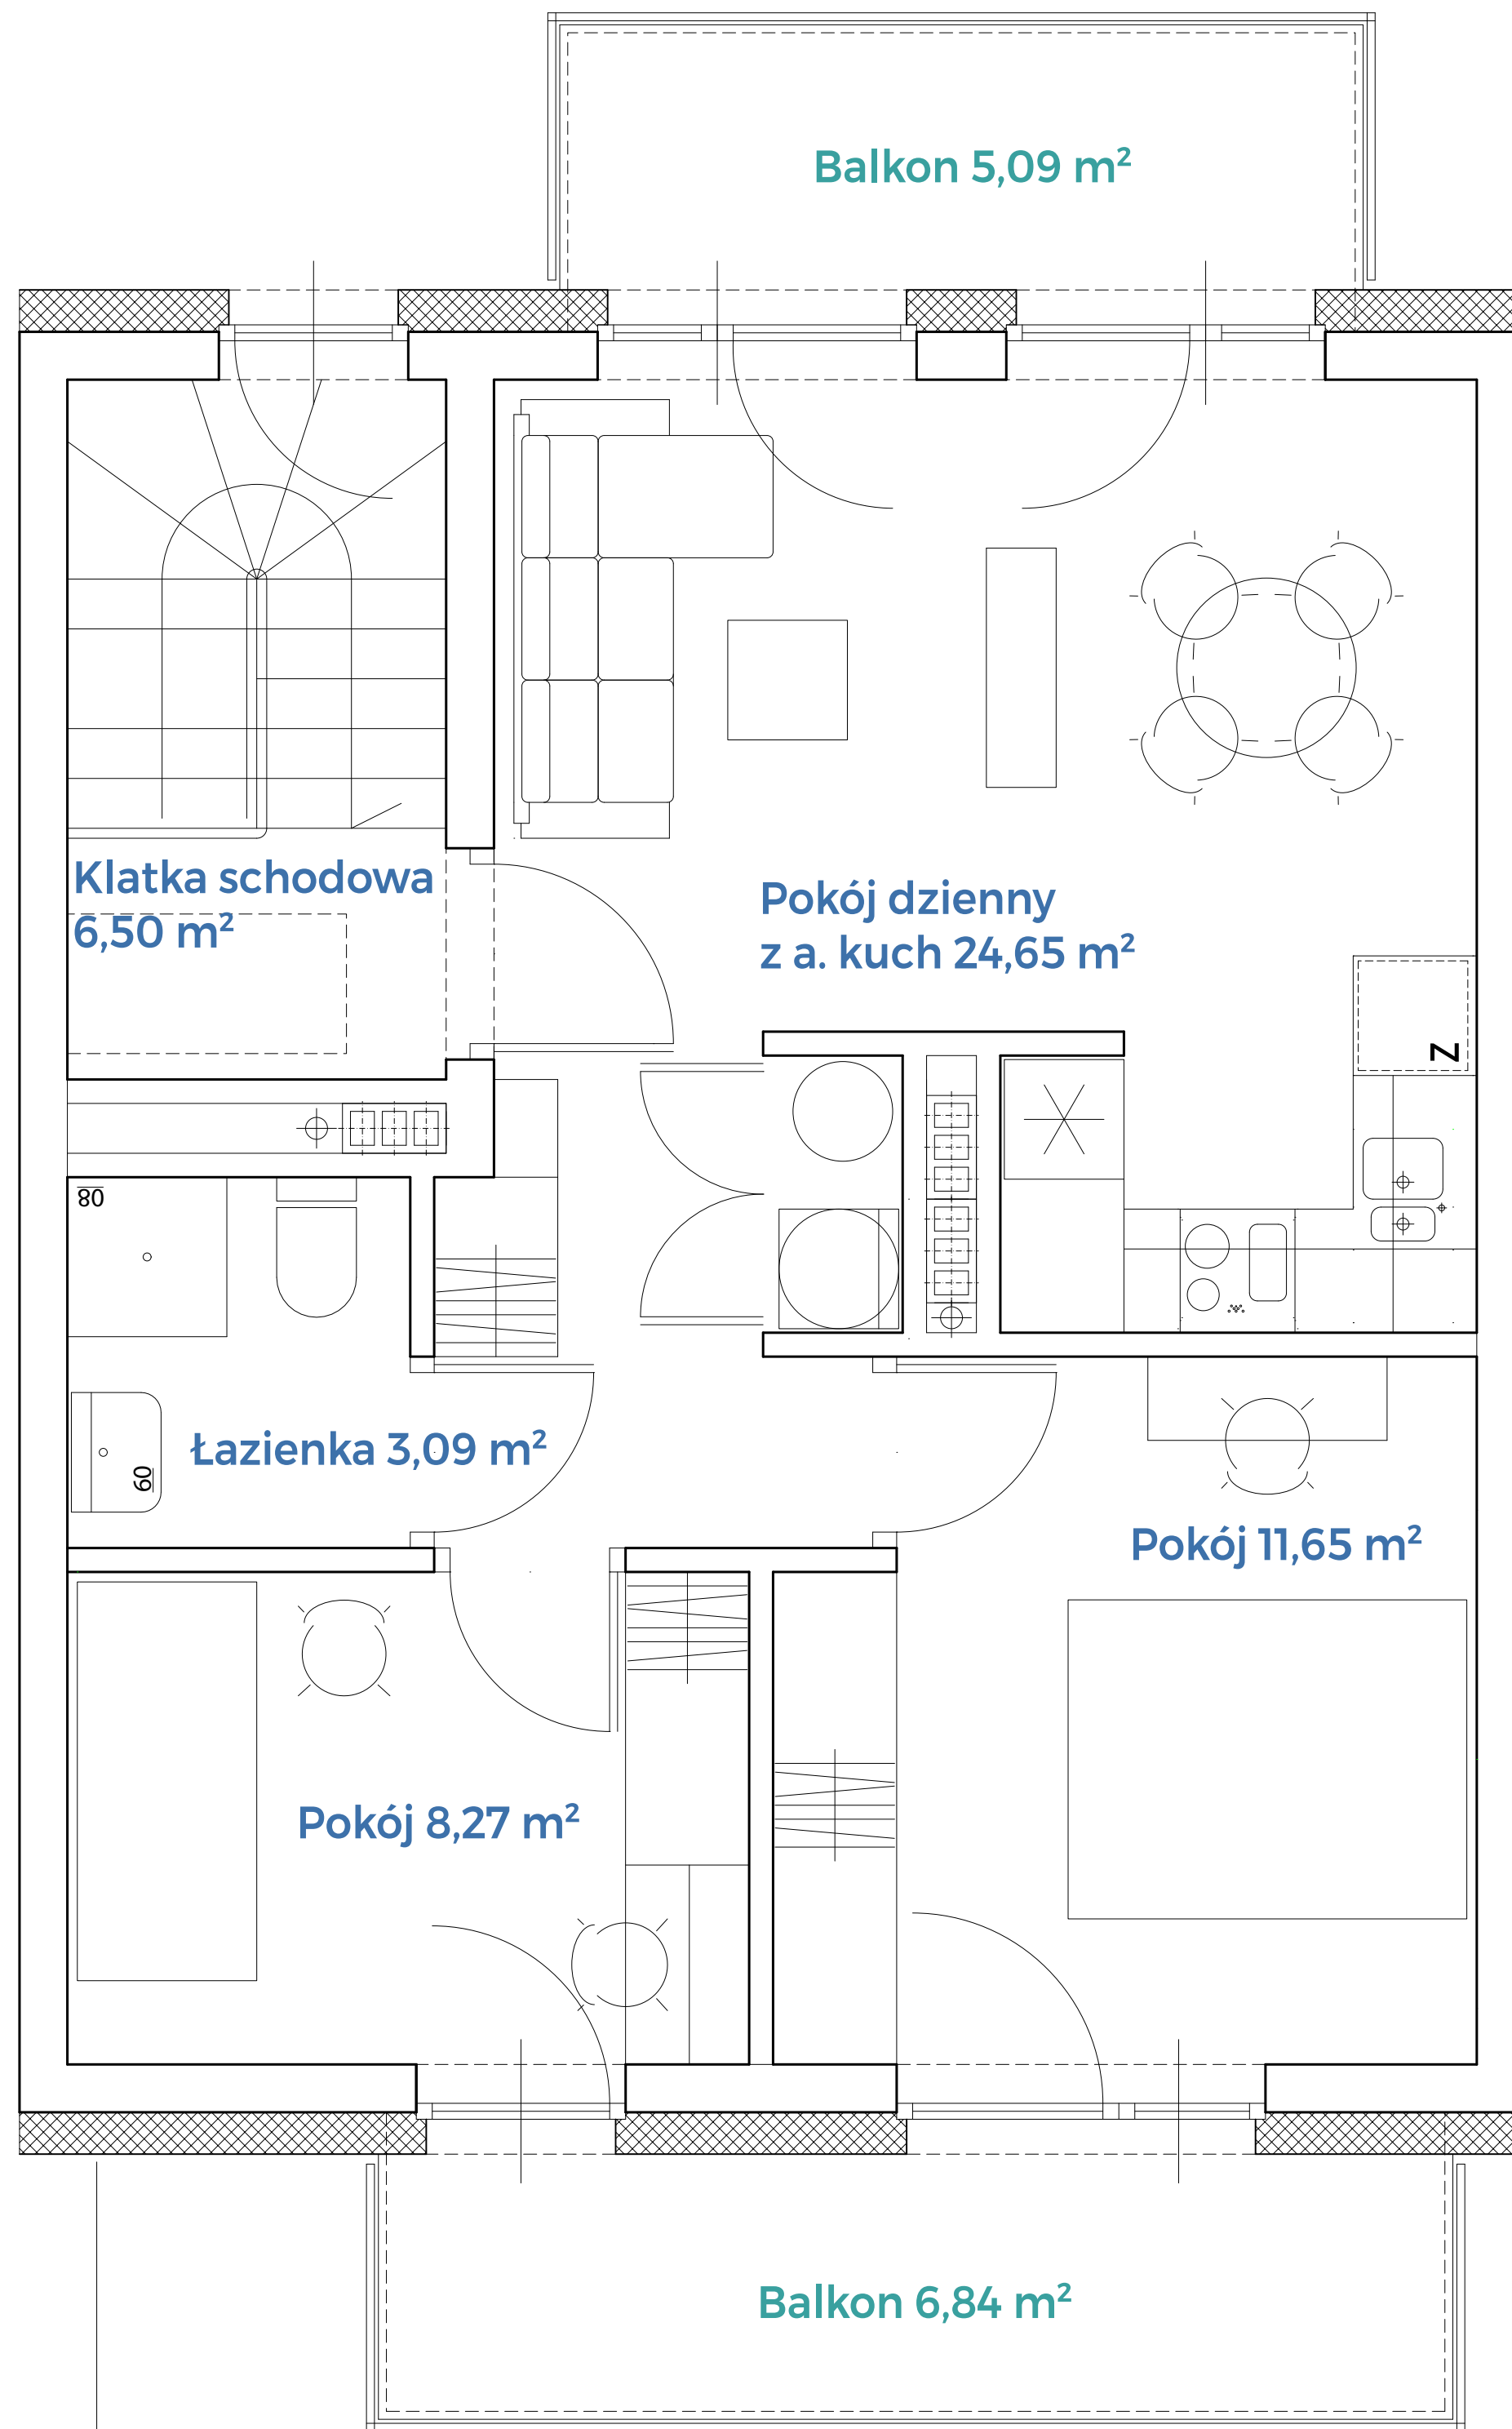 Balkon 5,09 m²
Klatka schodowa
6,50 m²
Pokój dzienny
z a. kuch 24,65 m²
Z
80
Łazienka 3,09 m²
60
Pokój 11,65 m²
Pokój 8,27 m²
Balkon 6,84 m²